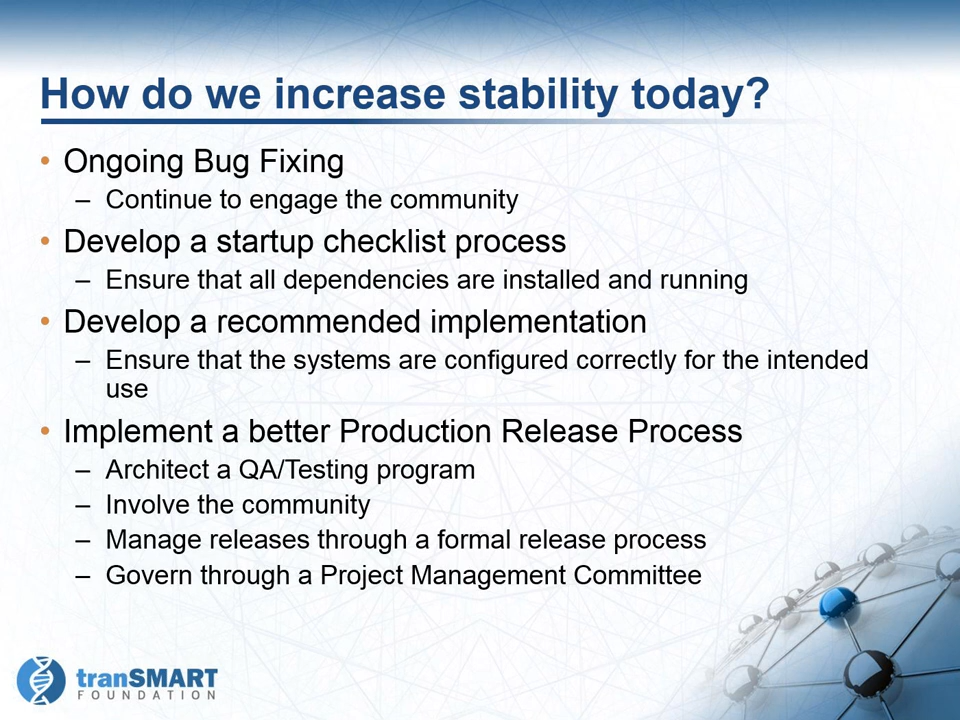 How do we increase stability today?
• Ongoing Bug Fixing
– Continue to engage the community
• Develop a startup checklist process
– Ensure that all dependencies are installed and running
• Develop a recommended implementation
– Ensure that the systems are configured correctly for the intended
use
• Implement a better Production Release Process
– Architect a QA/Testing program
– Involve the community
– Manage releases through a formal release process
– Govern through a Project Management Committee
tranSMART
FOUNDATION